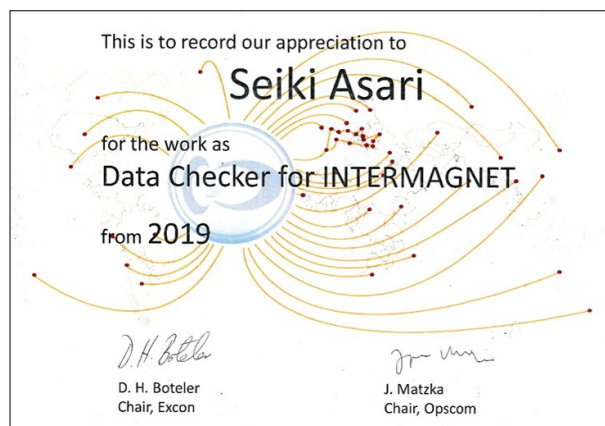 This is to record our appreciation to
Seiki Asari
for the work as
Data Checker for INTERMAGNET
from 2019
D. H. Boteler
D. H. Boteler
Chair, Excon
J. Matzka
Chair, Opscom